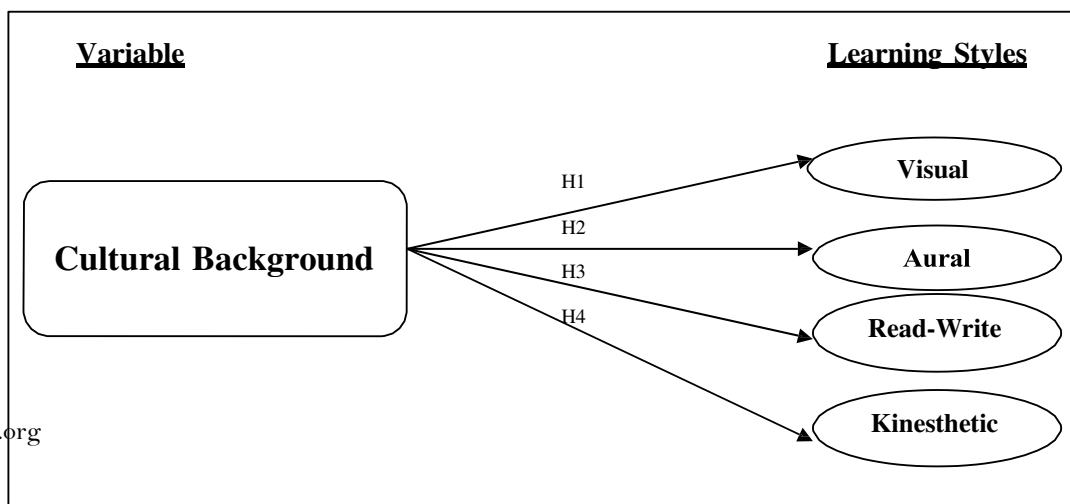 Variable
Learning Styles
H1
Visual
H2
Cultural Background
Aural
H3
Read-Write
H4
Kinesthetic
.org